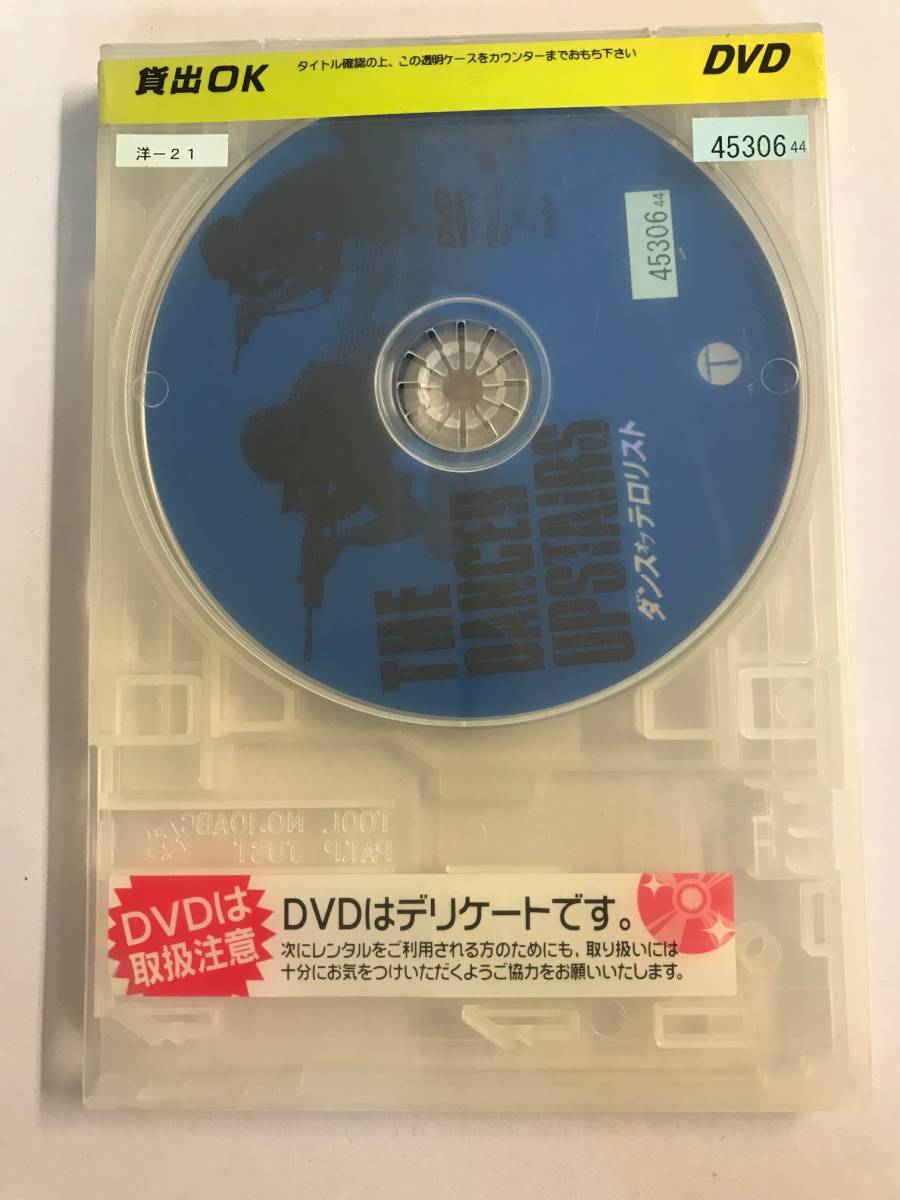 貸出OK
タイトル確認の上、この透明ケースをカウンターまでおもち下さい
DVD
洋-21
45306 44
45306 44
DVD
THE
DANCER
UPSTAIRS
ダンスオブテロリスト
DVDは
取扱注意
DVDはデリケートです。
次にレンタルをご利用される方のためにも、取り扱いには
十分にお気をつけいただくようご協力をお願いいたします。